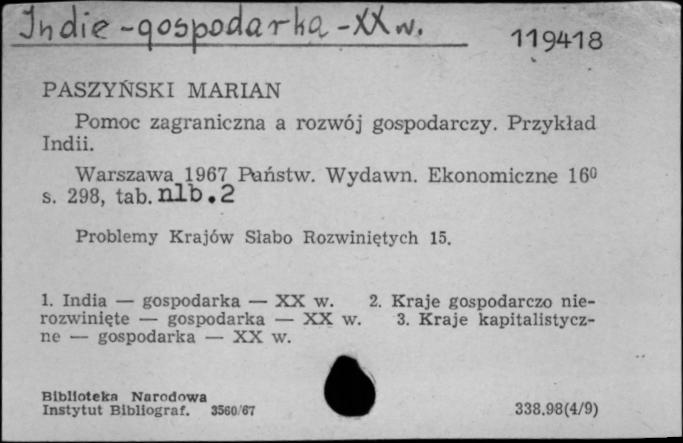 Indie - gospodarka - XX w.
119418
PASZYŃSKI MARIAN
Pomoc zagraniczna a rozwój gospodarczy. Przykład
Indii.
Warszawa 1967 Państw. Wydawn. Ekonomiczne 16⁰
s. 298, tab. nlb. 2
Problemy Krajów Słabo Rozwiniętych 15.
1. India — gospodarka — XX w. 2. Kraje gospodarczo nie-
rozwinięte — gospodarka — XX w. 3. Kraje kapitalistycz-
ne — gospodarka — XX w.
Biblioteka Narodowa
Instytut Bibliograf. 3560/67
338.98(4/9)